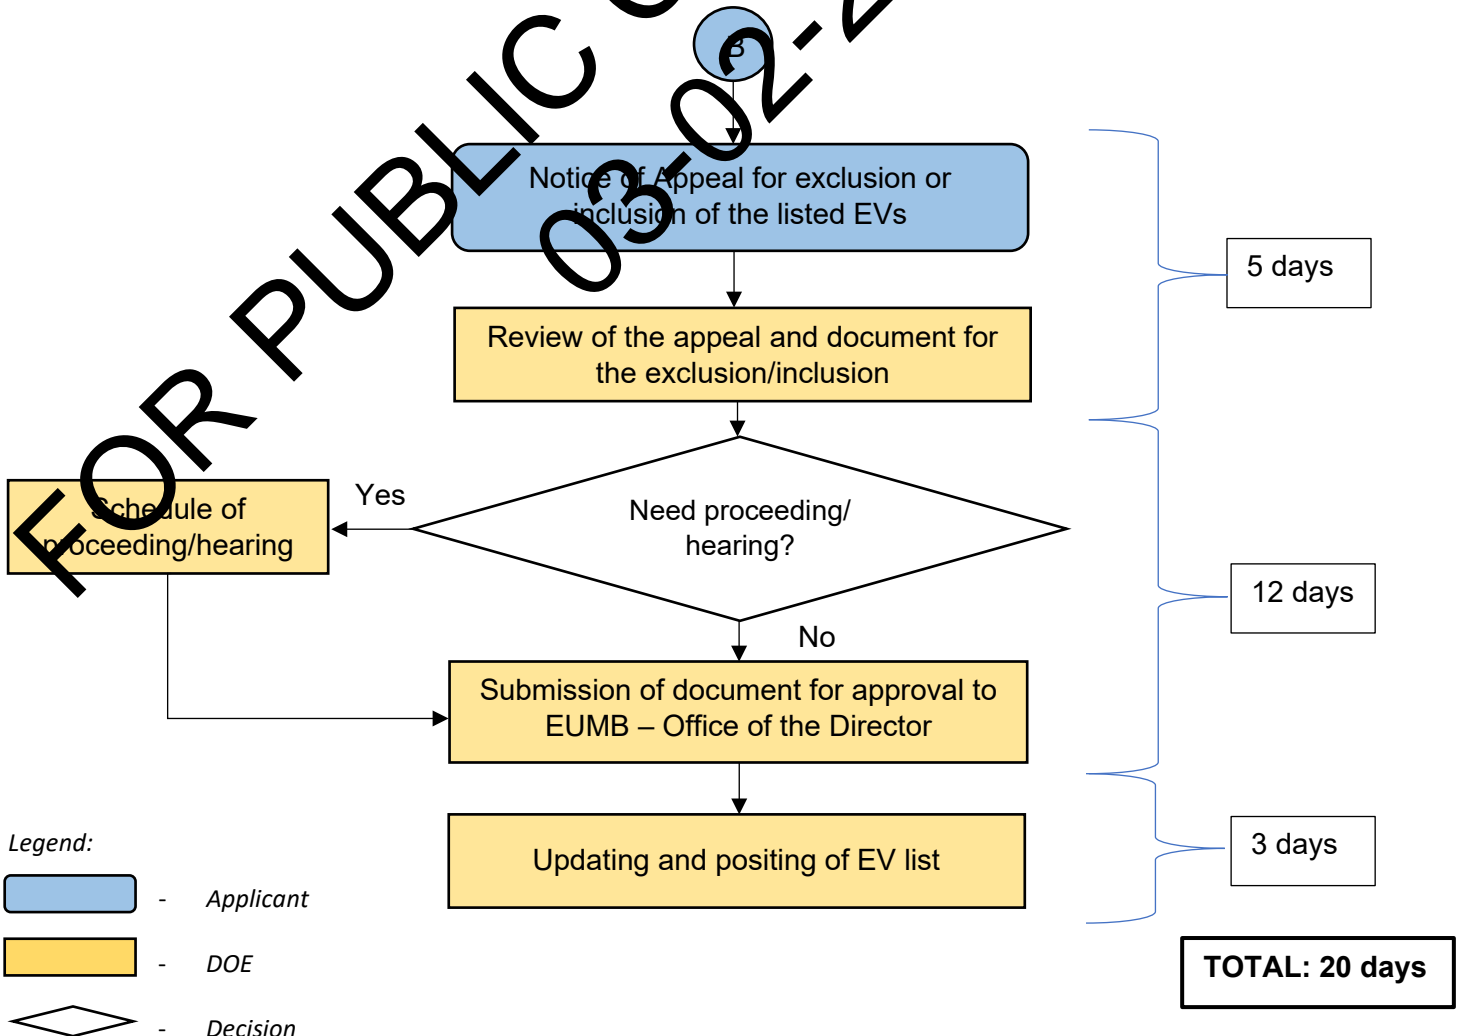 B
Notice of Appeal for exclusion or
inclusion of the listed EVs
5 days
Review of the appeal and document for
the exclusion/inclusion
Yes
Schedule of
proceeding/hearing
Need proceeding/
hearing?
12 days
No
Submission of document for approval to
EUMB – Office of the Director
Updating and positing of EV list
3 days
TOTAL: 20 days
Legend:
- Applicant
- DOE
- Decision
FOR PUBLIC
03-02-2